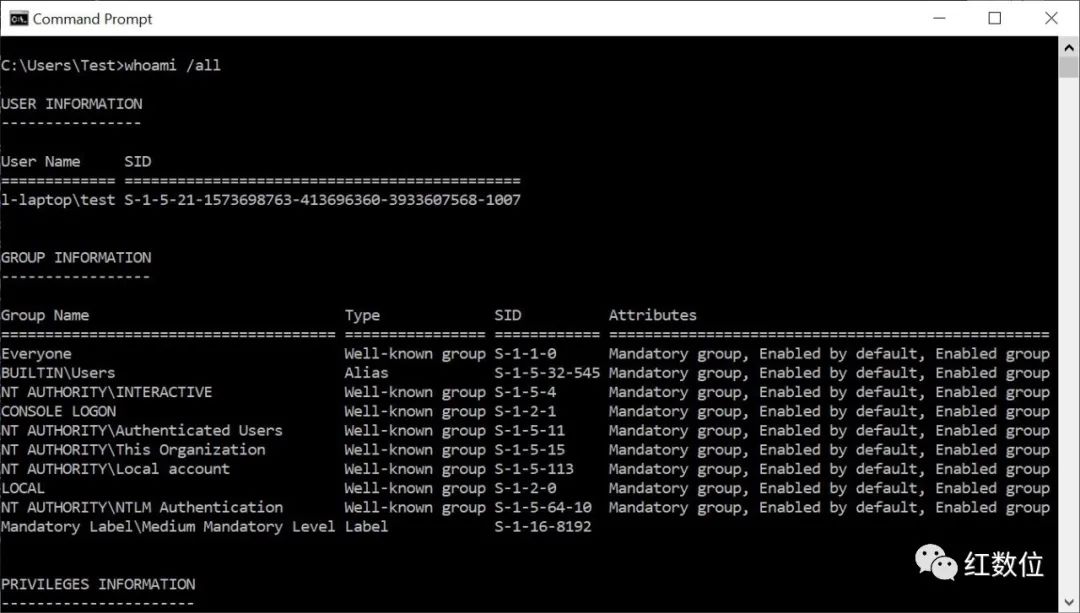 Command Prompt
C:\Users\Test>whoami /all
USER INFORMATION
----------------
User Name     SID
============= =============================================
l-laptop\test S-1-5-21-1573698763-413696360-3933607568-1007
GROUP INFORMATION
-----------------
Group Name                             Type             SID          Attributes
====================================== ================ ============ ==================================================
Everyone                               Well-known group S-1-1-0      Mandatory group, Enabled by default, Enabled group
BUILTIN\Users                          Alias            S-1-5-32-545 Mandatory group, Enabled by default, Enabled group
NT AUTHORITY\INTERACTIVE               Well-known group S-1-5-4      Mandatory group, Enabled by default, Enabled group
CONSOLE LOGON                          Well-known group S-1-2-1      Mandatory group, Enabled by default, Enabled group
NT AUTHORITY\Authenticated Users       Well-known group S-1-5-11     Mandatory group, Enabled by default, Enabled group
NT AUTHORITY\This Organization         Well-known group S-1-5-15     Mandatory group, Enabled by default, Enabled group
NT AUTHORITY\Local account             Well-known group S-1-5-113    Mandatory group, Enabled by default, Enabled group
LOCAL                                  Well-known group S-1-2-0      Mandatory group, Enabled by default, Enabled group
NT AUTHORITY\NTLM Authentication       Well-known group S-1-5-64-10  Mandatory group, Enabled by default, Enabled group
Mandatory Label\Medium Mandatory Level Label            S-1-16-8192
PRIVILEGES INFORMATION
----------------------
红数位